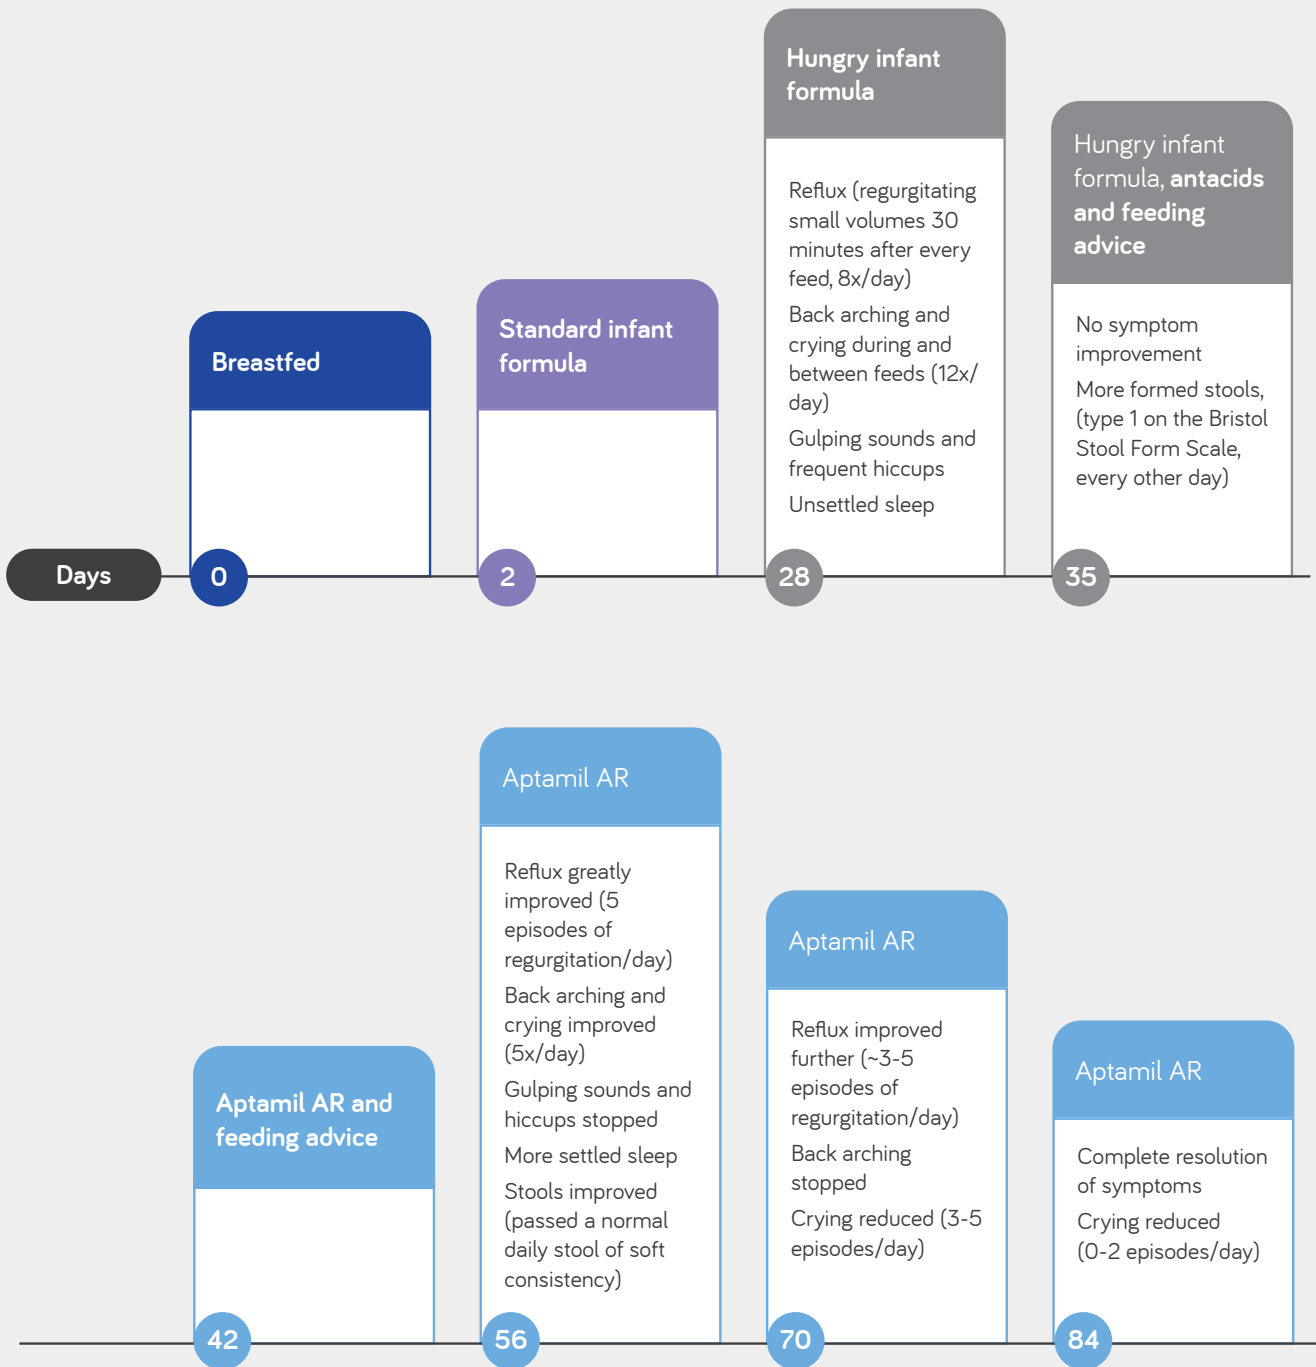 Hungry infant
formula
Reflux (regurgitating
small volumes 30
minutes after every
feed, 8x/day)
Back arching and
crying during and
between feeds (12x/
day)
Gulping sounds and
frequent hiccups
Unsettled sleep
Hungry infant
formula, antacids
and feeding
advice
No symptom
improvement
More formed stools,
(type 1 on the Bristol
Stool Form Scale,
every other day)
Standard infant
formula
Breastfed
Days
0
2
28
35
Aptamil AR and
feeding advice
Aptamil AR
Reflux greatly
improved (5
episodes of
regurgitation/day)
Back arching and
crying improved
(5x/day)
Gulping sounds and
hiccups stopped
More settled sleep
Stools improved
(passed a normal
daily stool of soft
consistency)
Aptamil AR
Reflux improved
further (~3-5
episodes of
regurgitation/day)
Back arching
stopped
Crying reduced (3-5
episodes/day)
Aptamil AR
Complete resolution
of symptoms
Crying reduced
(0-2 episodes/day)
42
56
70
84